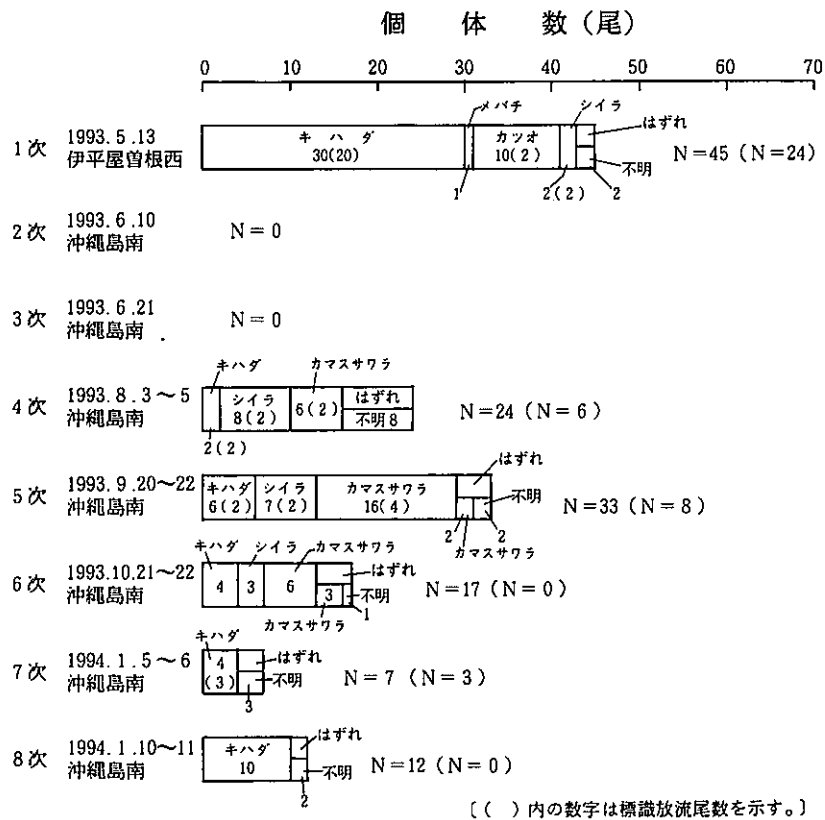 個 体 数(尾)
0 10 20 30 40 50 60 70
メバチ シイラ
1次 1993.5.13 キハダ カツオ はずれ
伊平屋曽根西 30(20) 10(2) 不明 N=45 (N=24)
1 2(2) 2
2次 1993.6.10 N=0
沖縄島南
3次 1993.6.21 N=0
沖縄島南
キハダ カマスサワラ
4次 1993.8.3~5 シイラ はずれ
沖縄島南 8(2) 6(2) 不明8 N=24 (N=6)
2(2)
はずれ
5次 1993.9.20~22 キハダ シイラ カマスサワラ 不明
沖縄島南 6(2) 7(2) 16(4) N=33 (N=8)
2 2
カマスサワラ
キハダ シイラ カマスサワラ
6次 1993.10.21~22 はずれ
沖縄島南 4 3 6 3 不明 N=17 (N=0)
カマスサワラ 1
キハダ
7次 1994.1.5~6 4 はずれ
沖縄島南 (3) 不明 N=7 (N=3)
3
8次 1994.1.10~11 キハダ はずれ
沖縄島南 10 不明 N=12 (N=0)
2
〔( )内の数字は標識放流尾数を示す。〕